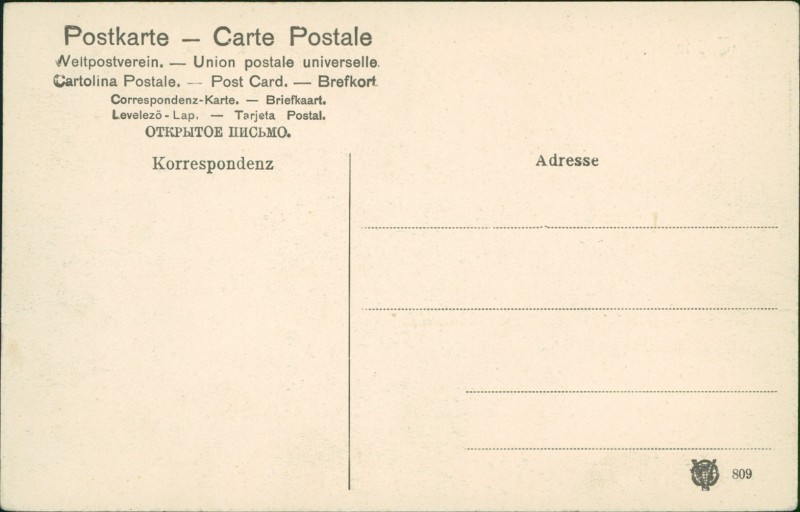 Postkarte — Carte Postale
Weltpostverein. — Union postale universelle.
Cartolina Postale. — Post Card. — Brefkort
Correspondenz-Karte. — Briefkaart.
Levelező-Lap. — Tarjeta Postal.
ОТКРЫТОЕ ПИСЬМО.
Korrespondenz
Adresse
809